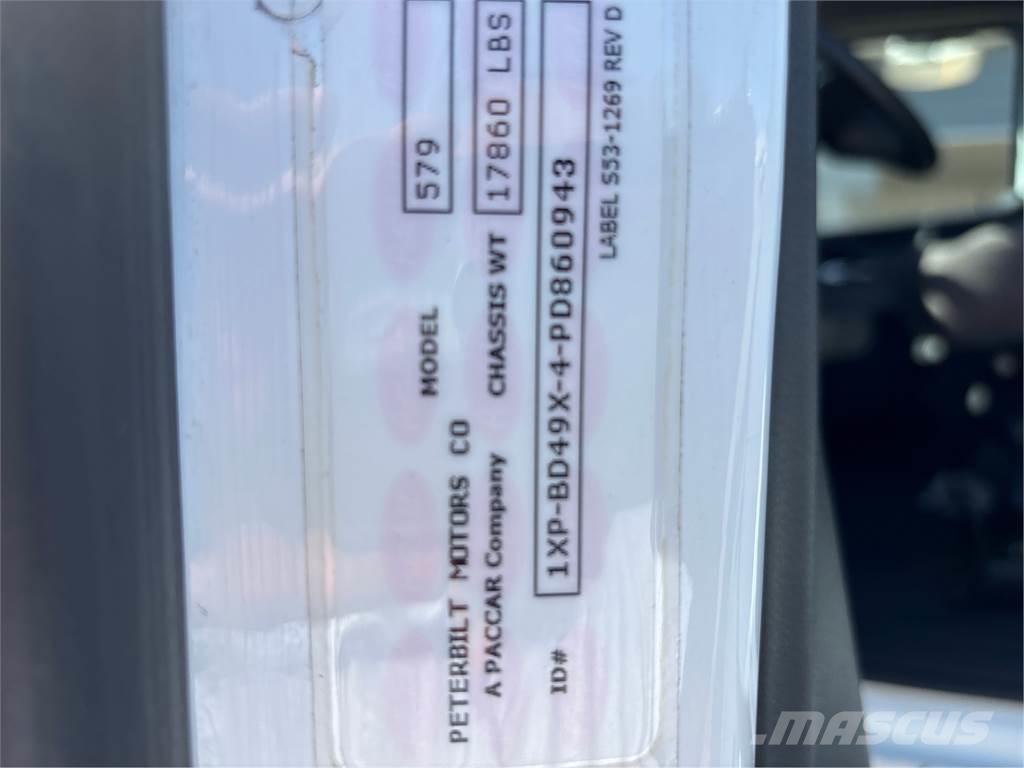 MODEL 579
PETERBILT MOTORS CO
A PACCAR Company CHASSIS WT 17860 LBS
ID# 1XP-BD49X-4-PD860943
LABEL S53-1269 REV D
MASCUS